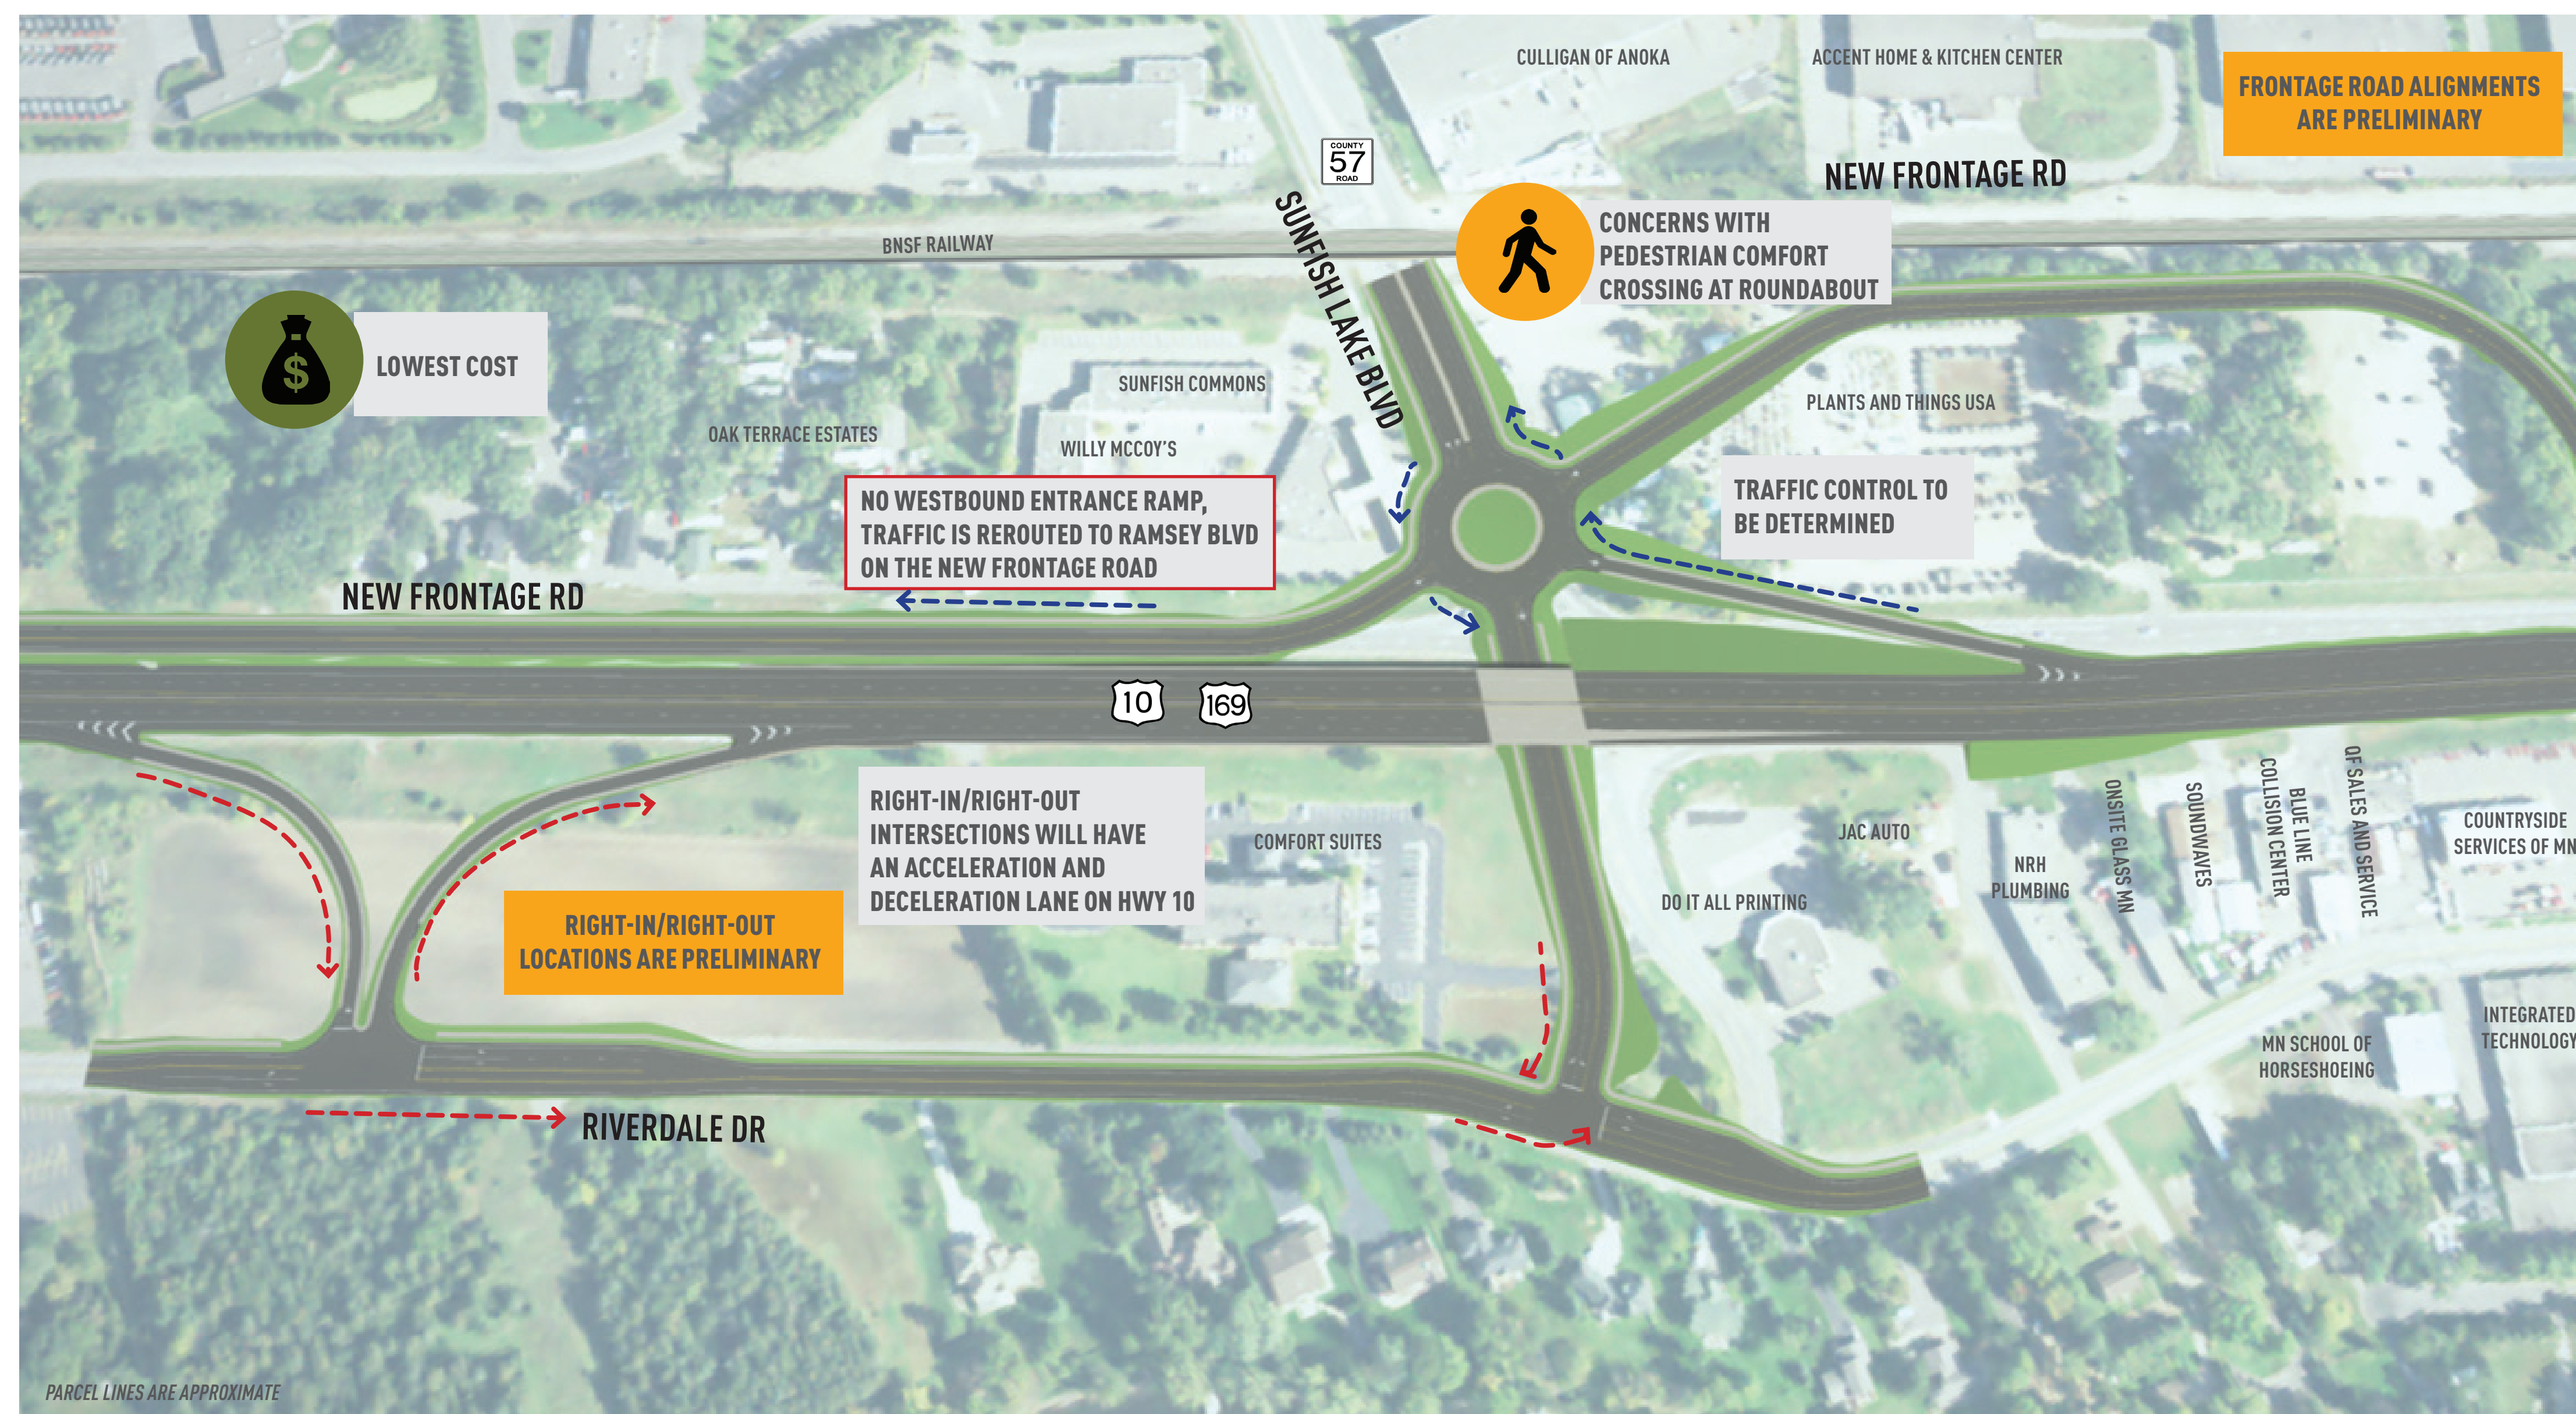 CULLIGAN OF ANOKA
ACCENT HOME & KITCHEN CENTER
FRONTAGE ROAD ALIGNMENTS
ARE PRELIMINARY
COUNTY
57
ROAD
NEW FRONTAGE RD
SUNFISH LAKE BLVD
CONCERNS WITH
PEDESTRIAN COMFORT
CROSSING AT ROUNDABOUT
BNSF RAILWAY
$
LOWEST COST
SUNFISH COMMONS
OAK TERRACE ESTATES
WILLY MCCOY'S
PLANTS AND THINGS USA
NO WESTBOUND ENTRANCE RAMP,
TRAFFIC IS REROUTED TO RAMSEY BLVD
ON THE NEW FRONTAGE ROAD
TRAFFIC CONTROL TO
BE DETERMINED
NEW FRONTAGE RD
10
169
RIGHT-IN/RIGHT-OUT
INTERSECTIONS WILL HAVE
AN ACCELERATION AND
DECELERATION LANE ON HWY 10
COMFORT SUITES
JAC AUTO
DO IT ALL PRINTING
NRH
PLUMBING
ONSITE GLASS MN
SOUNDWAVES
BLUE LINE
COLLISION CENTER
QF SALES AND SERVICE
COUNTRYSIDE
SERVICES OF MN
RIGHT-IN/RIGHT-OUT
LOCATIONS ARE PRELIMINARY
INTEGRATED
TECHNOLOGY
MN SCHOOL OF
HORSESHOEING
RIVERDALE DR
PARCEL LINES ARE APPROXIMATE